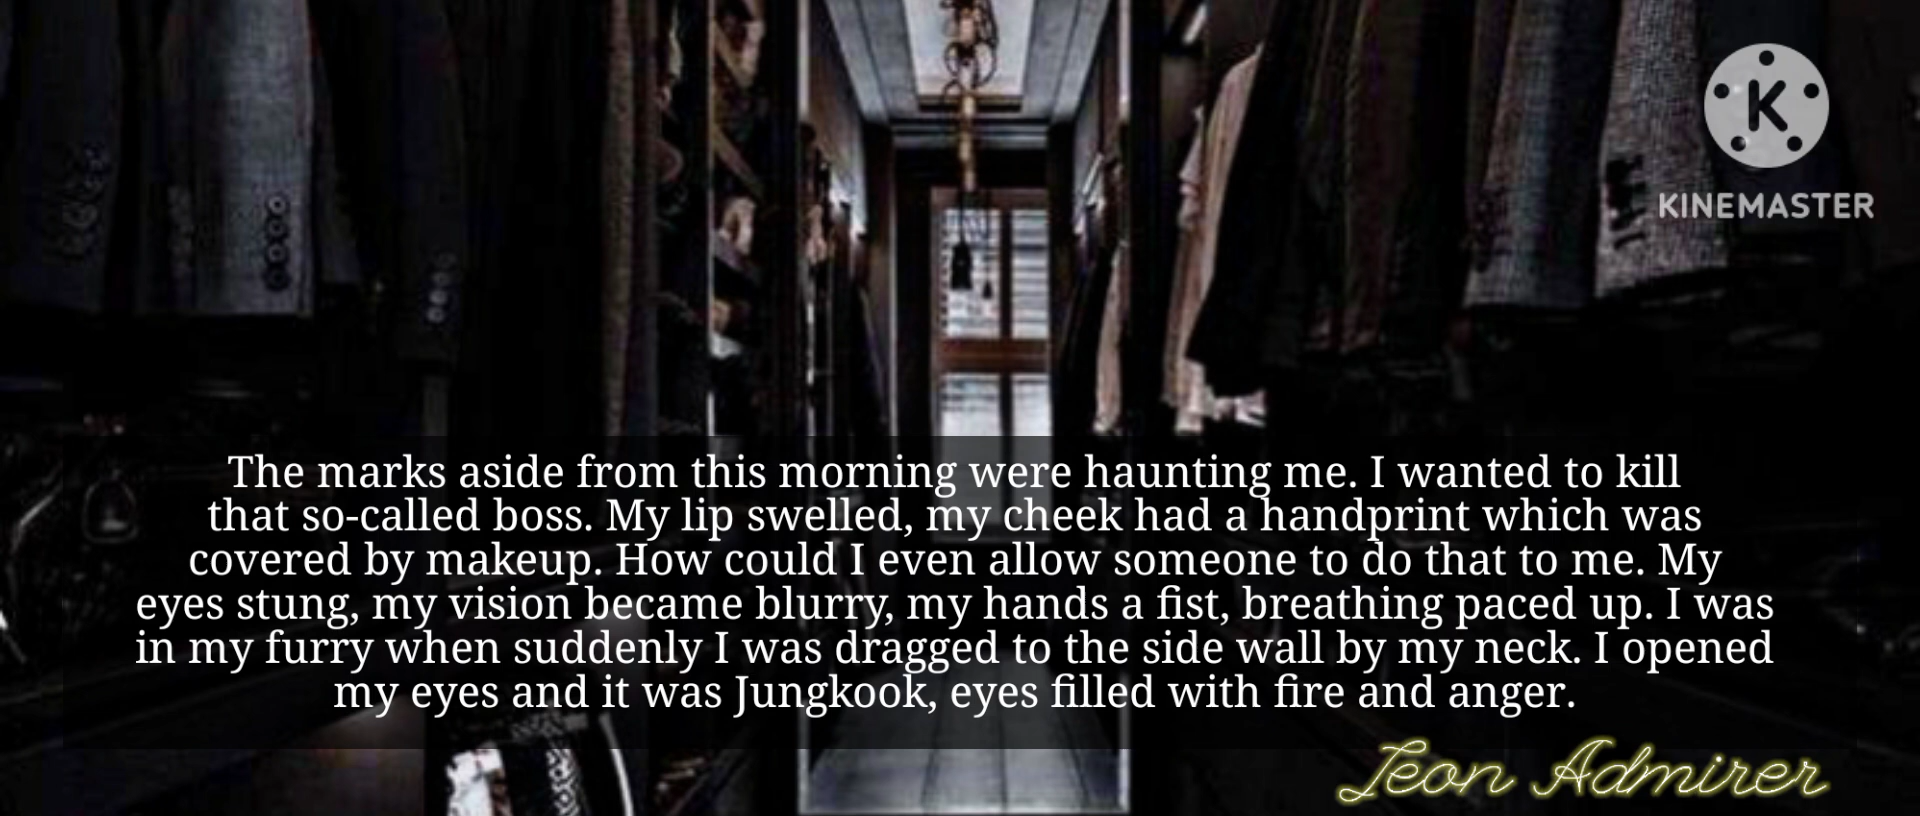 KINEMASTER
The marks aside from this morning were haunting me. I wanted to kill
that so-called boss. My lip swelled, my cheek had a handprint which was
covered by makeup. How could I even allow someone to do that to me. My
eyes stung, my vision became blurry, my hands a fist, breathing paced up. I was
in my furry when suddenly I was dragged to the side wall by my neck. I opened
my eyes and it was Jungkook, eyes filled with fire and anger.
Jeon Admirer